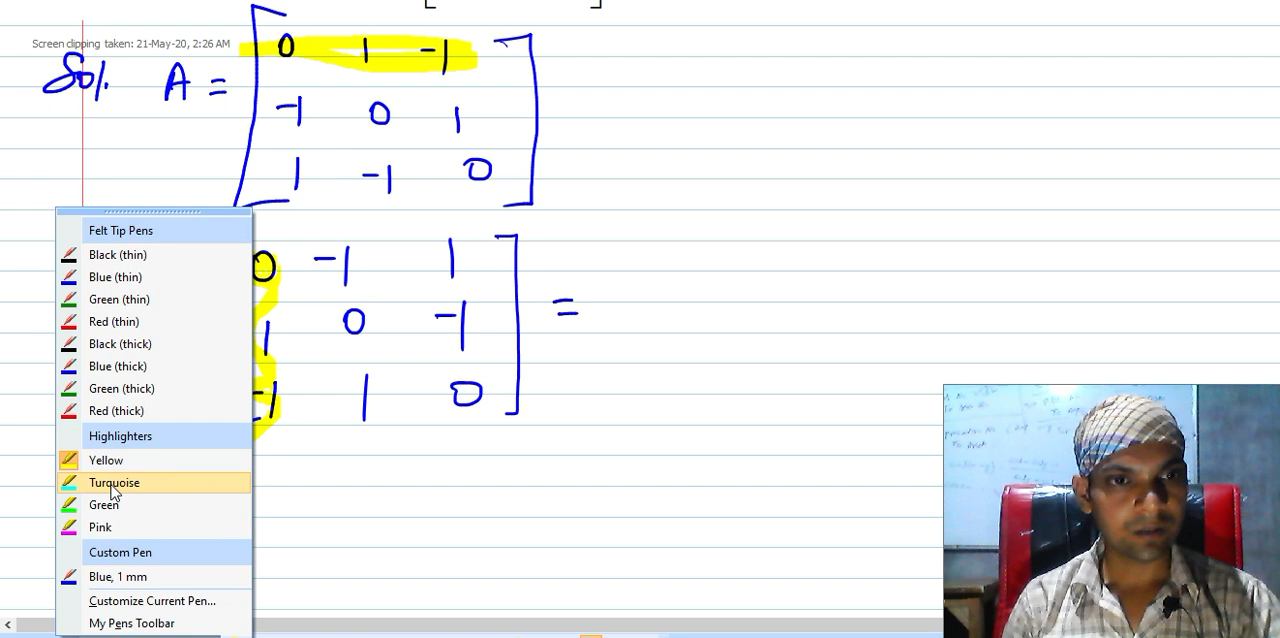 Screen clipping taken: 21-May-20, 2:26 AM
0 1 -1
Sol. A =
-1 0 1
1 -1 0
0 -1 1
1 0 -1 =
-1 1 0
Felt Tip Pens
Black (thin)
Blue (thin)
Green (thin)
Red (thin)
Black (thick)
Blue (thick)
Green (thick)
Red (thick)
Highlighters
Yellow
Turquoise
Green
Pink
Custom Pen
Blue, 1 mm
Customize Current Pen...
My Pens Toolbar